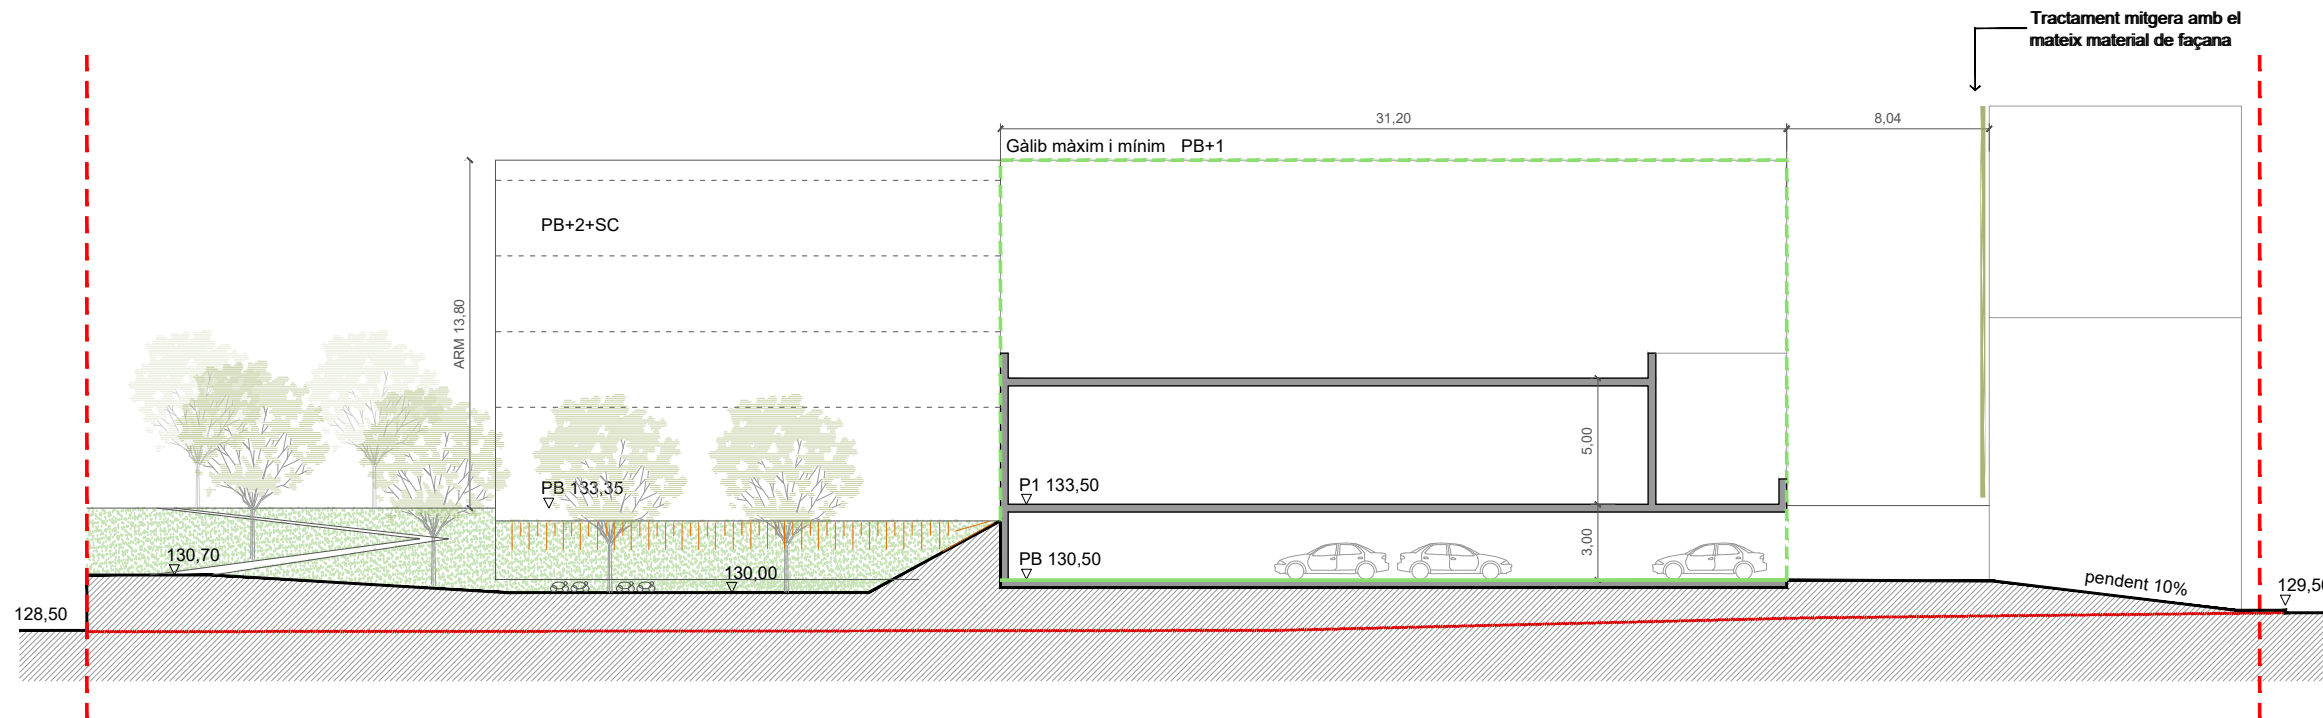 Tractament mitgera amb el
mateix material de façana
31,20
8,04
Gàlib màxim i mínim PB+1
PB+2+SC
ARM 13,80
5,00
PB 133,35
P1 133,50
3,00
130,70
PB 130,50
130,00
pendent 10%
128,50
129,50